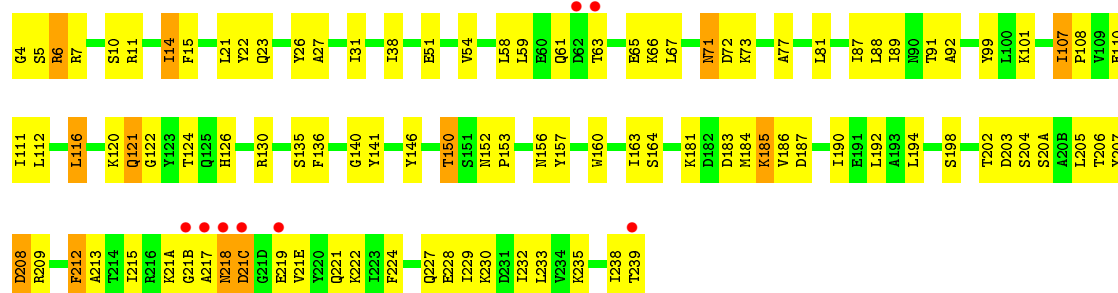 G4 S5 R6 R7 S10 R11 I14 F15 L21 Y22 Q23 Y26 A27 I31 I38 E51 V54 L58 L59 E60 Q61 D62 T63 E65 K66 L67 N71 D72 K73 A77 L81 I87 L88 I89 N90 T91 A92 Y99 L100 K101 I107 P108 V109 E110
I111 L112 L116 K120 Q121 G122 Y123 T124 Q125 H126 R130 S135 F136 G140 Y141 Y146 T150 S151 N152 P153 N156 Y157 W160 I163 S164 K181 D182 D183 M184 K185 V186 D187 I190 E191 L192 A193 L194 S198 T202 D203 S204 S20A A20B L205 T206 Y207
D208 R209 F212 A213 T214 I215 R216 K21A G21B A217 N218 D21C G21D E219 V21E Y220 Q221 K222 I223 F224 Q227 E228 I229 K230 D231 I232 L233 V234 K235 I238 T239